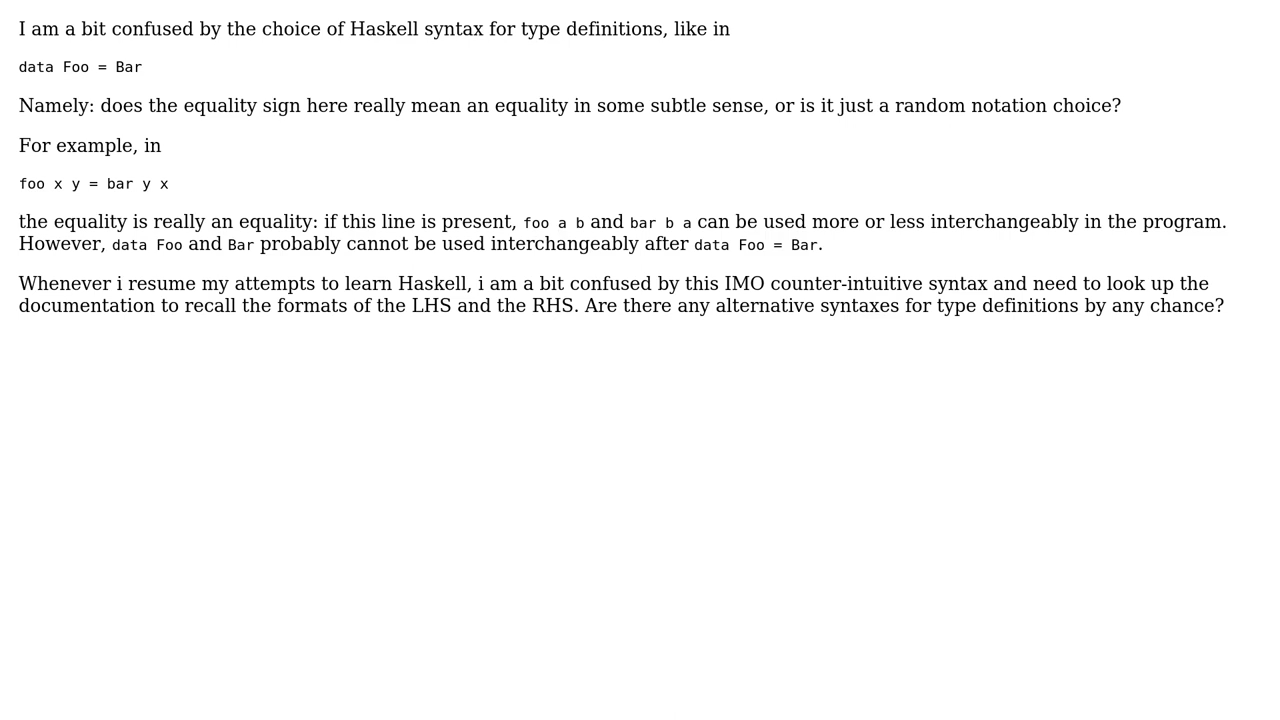 I am a bit confused by the choice of Haskell syntax for type definitions, like in
data Foo = Bar
Namely: does the equality sign here really mean an equality in some subtle sense, or is it just a random notation choice?
For example, in
foo x y = bar y x
the equality is really an equality: if this line is present, foo a b and bar b a can be used more or less interchangeably in the program.
However, data Foo and Bar probably cannot be used interchangeably after data Foo = Bar.
Whenever i resume my attempts to learn Haskell, i am a bit confused by this IMO counter-intuitive syntax and need to look up the
documentation to recall the formats of the LHS and the RHS. Are there any alternative syntaxes for type definitions by any chance?